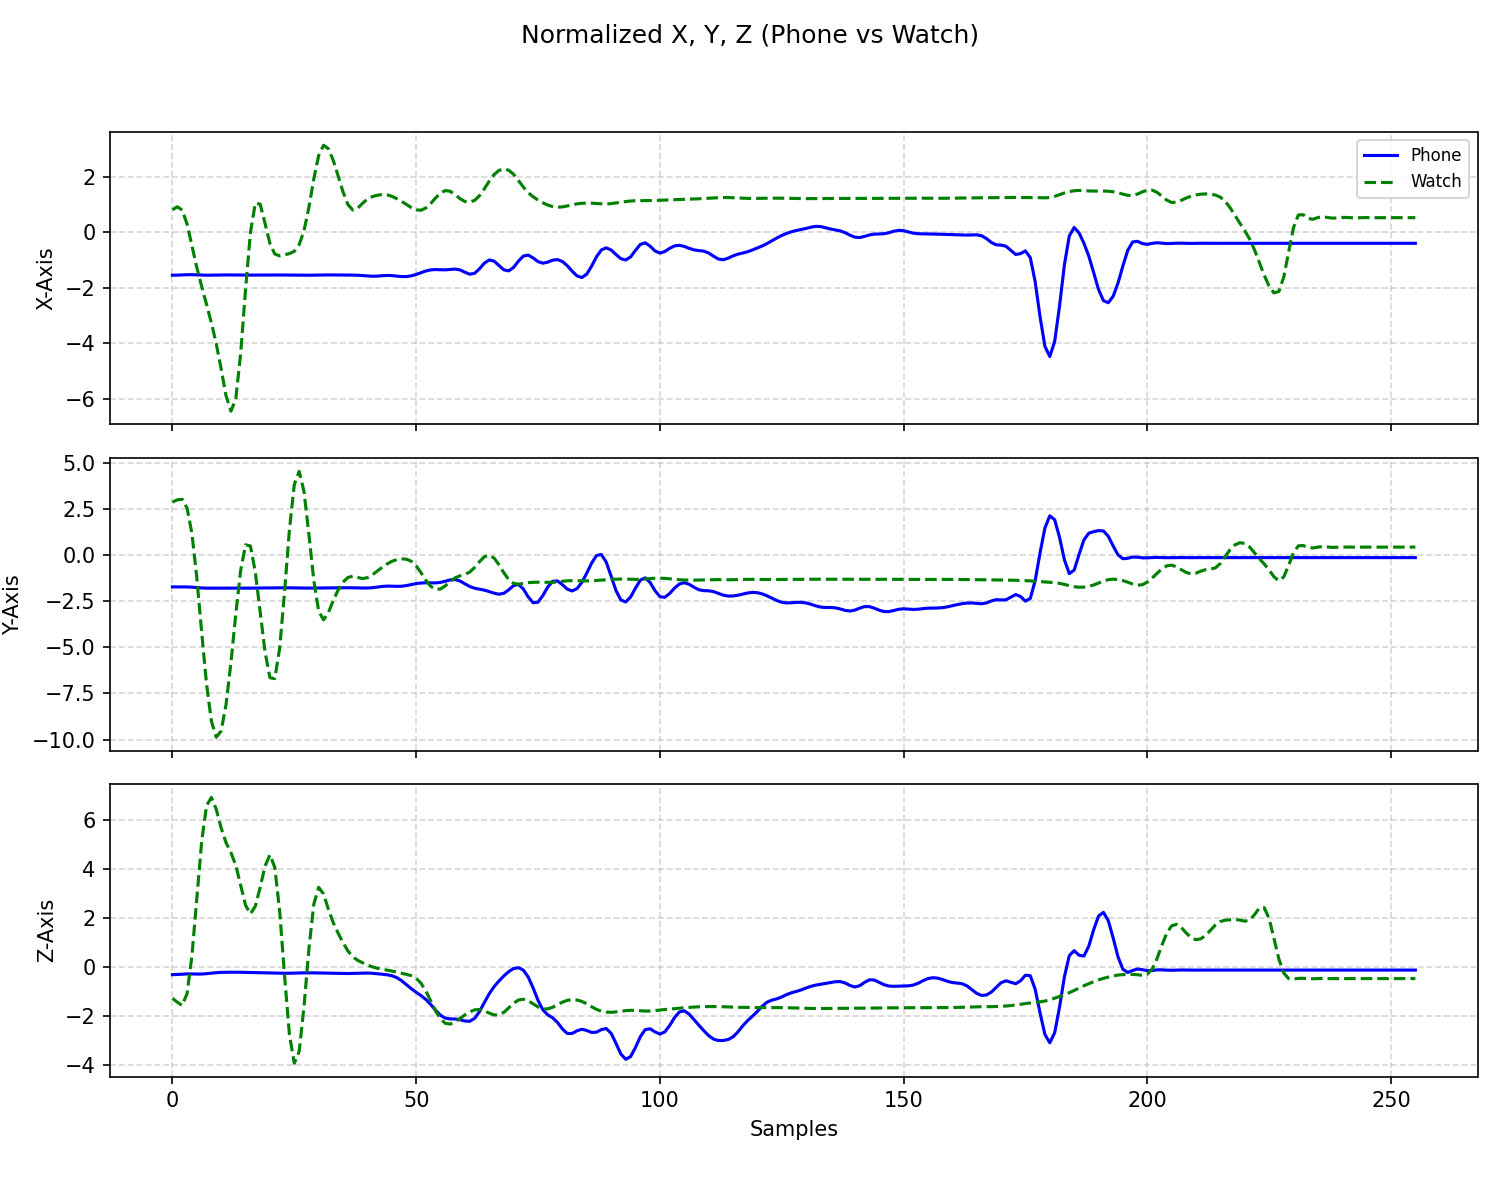 Normalized X, Y, Z (Phone vs Watch)
Phone
Watch
X-Axis
2
0
−2
−4
−6
Y-Axis
5.0
2.5
0.0
−2.5
−5.0
−7.5
−10.0
Z-Axis
6
4
2
0
−2
−4
0 50 100 150 200 250
Samples